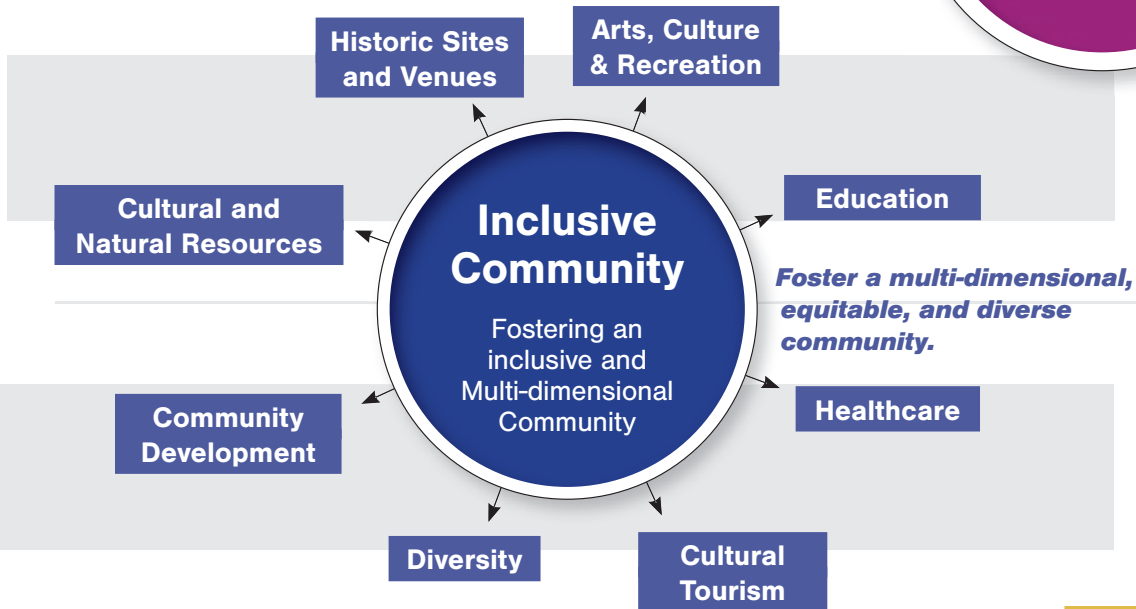 Historic Sites
and Venues
Arts, Culture
& Recreation
Cultural and
Natural Resources
Education
Inclusive
Community
Fostering an
inclusive and
Multi-dimensional
Community
Foster a multi-dimensional,
equitable, and diverse
community.
Community
Development
Healthcare
Diversity
Cultural
Tourism